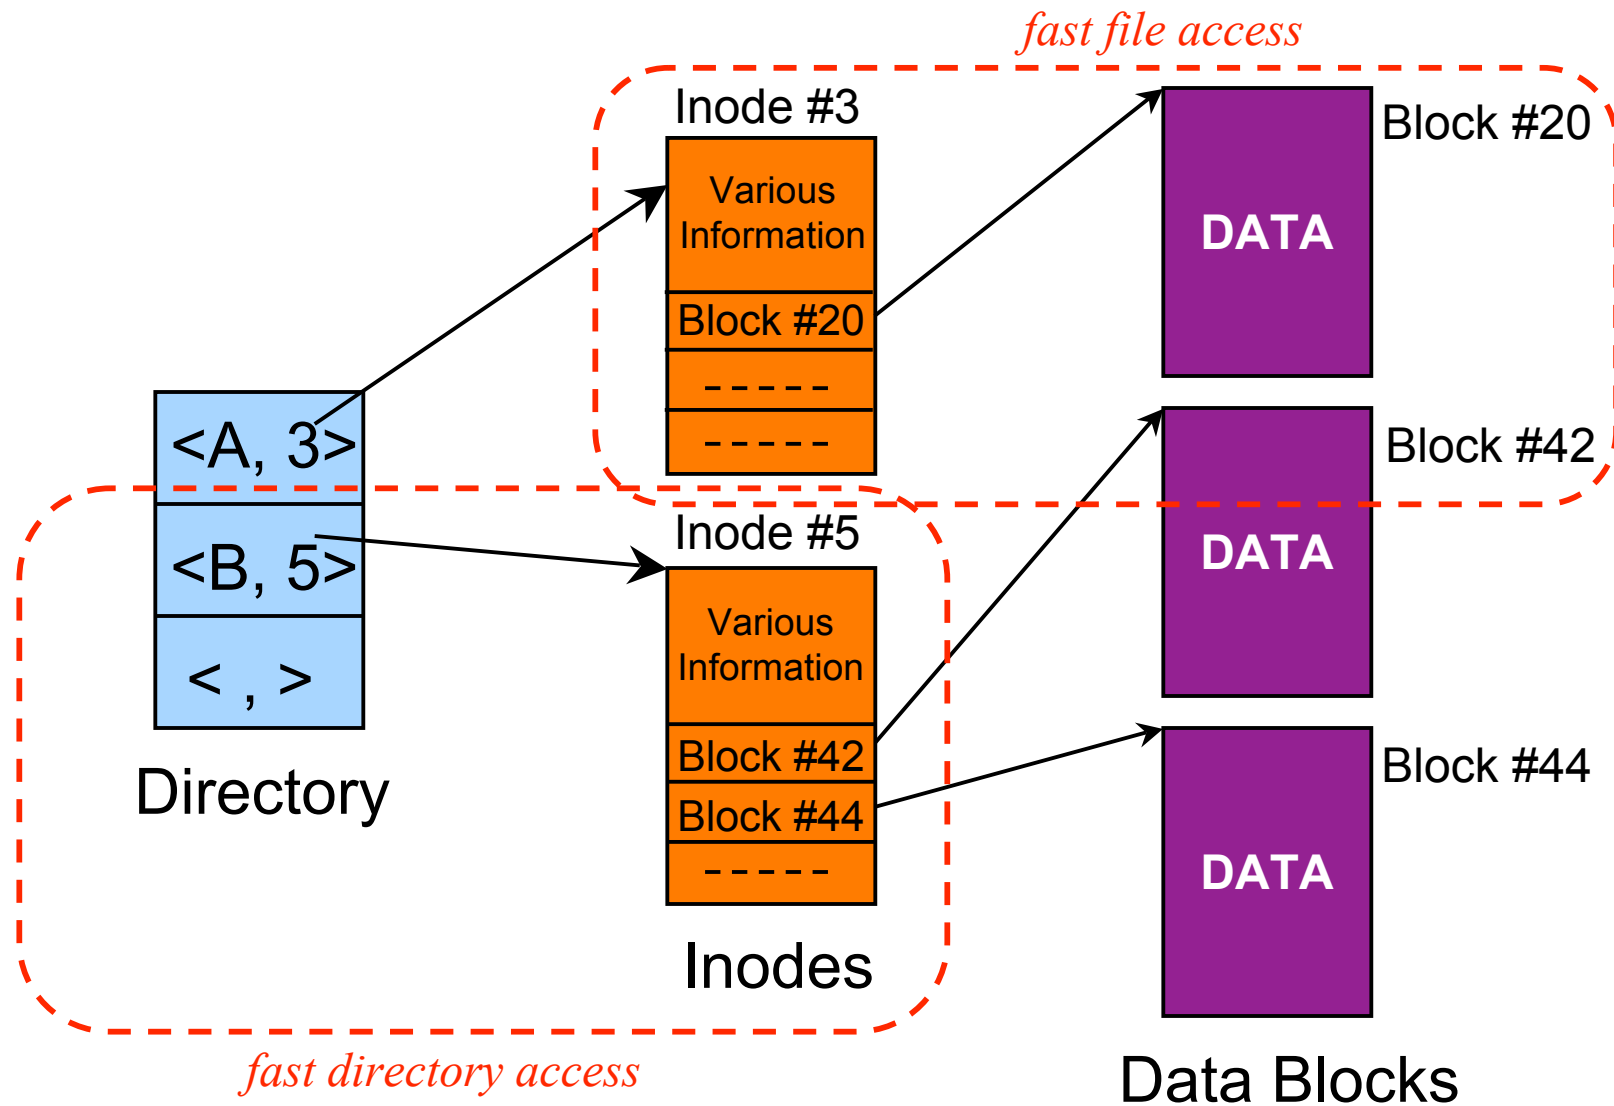 fast file access
Inode #3
Various
Information
Block #20
-----
-----
Block #20
DATA
<A, 3>
<B, 5>
< , >
Directory
Inode #5
Various
Information
Block #42
Block #44
-----
Inodes
Block #42
DATA
Block #44
DATA
fast directory access
Data Blocks